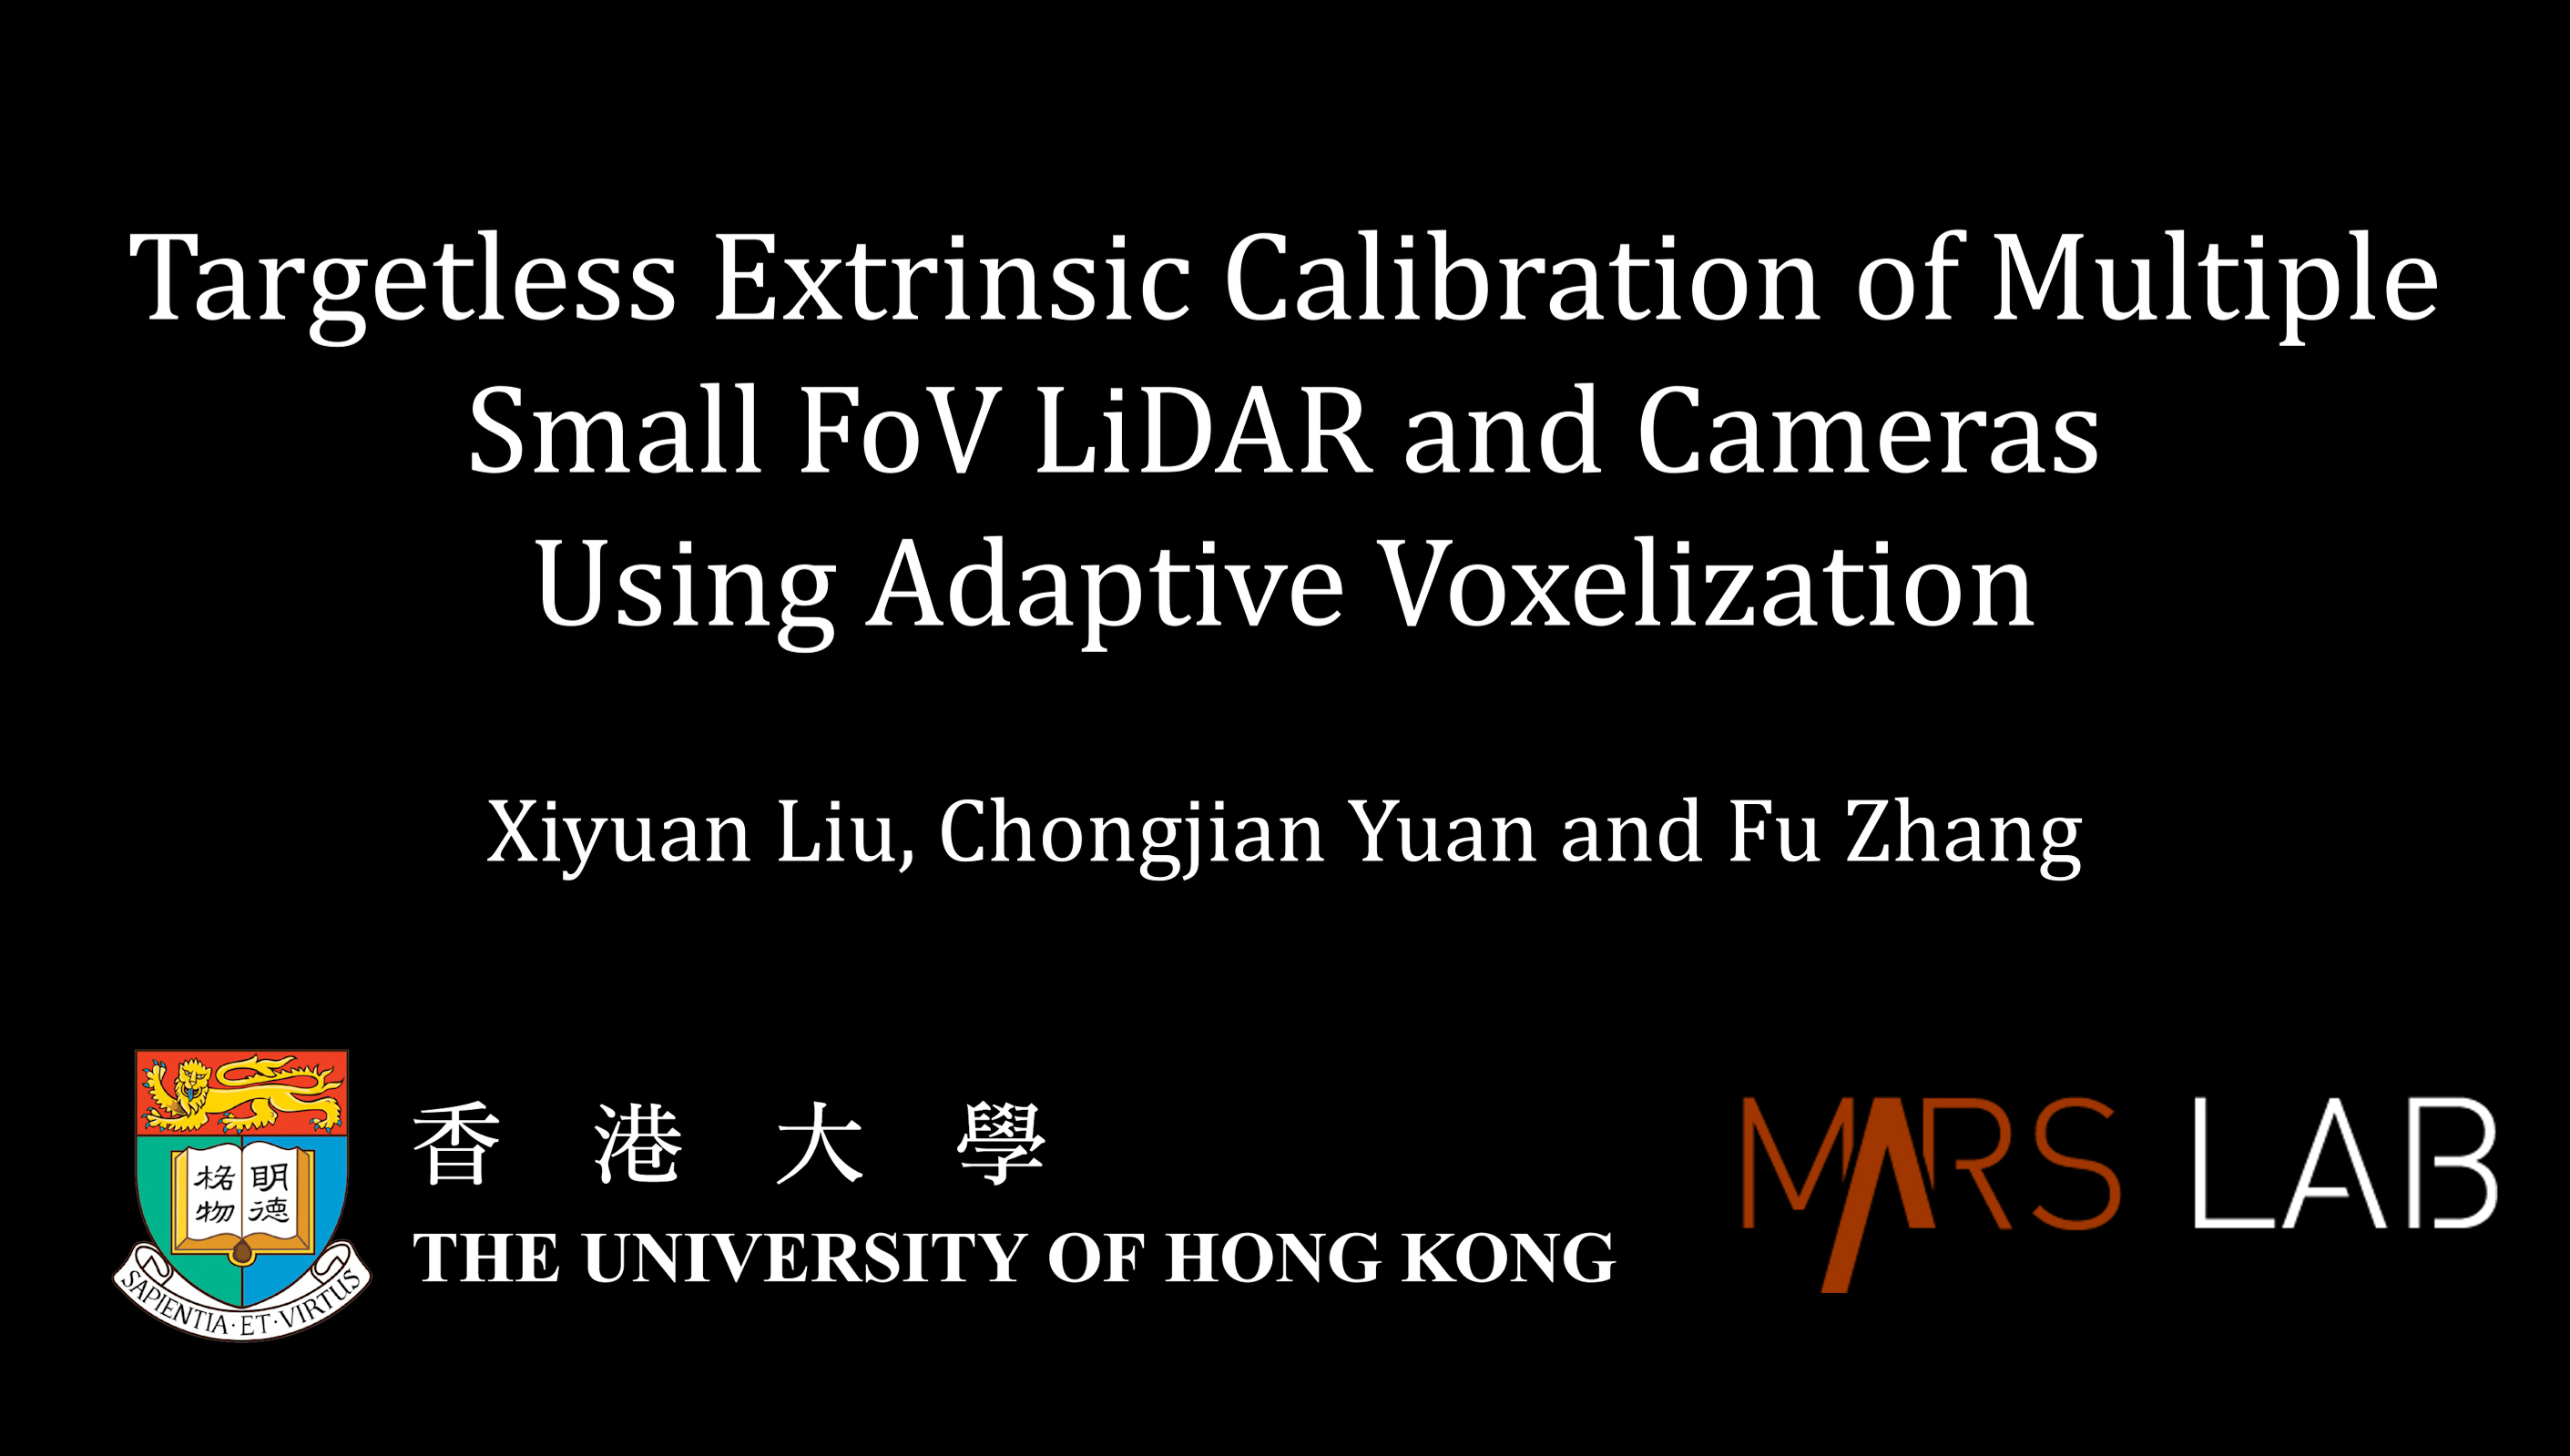 Targetless Extrinsic Calibration of Multiple
Small FoV LiDAR and Cameras
Using Adaptive Voxelization
Xiyuan Liu, Chongjian Yuan and Fu Zhang
香港大學
THE UNIVERSITY OF HONG KONG
明德
格物
SAPIENTIA·ET·VIRTUS
MARS LAB